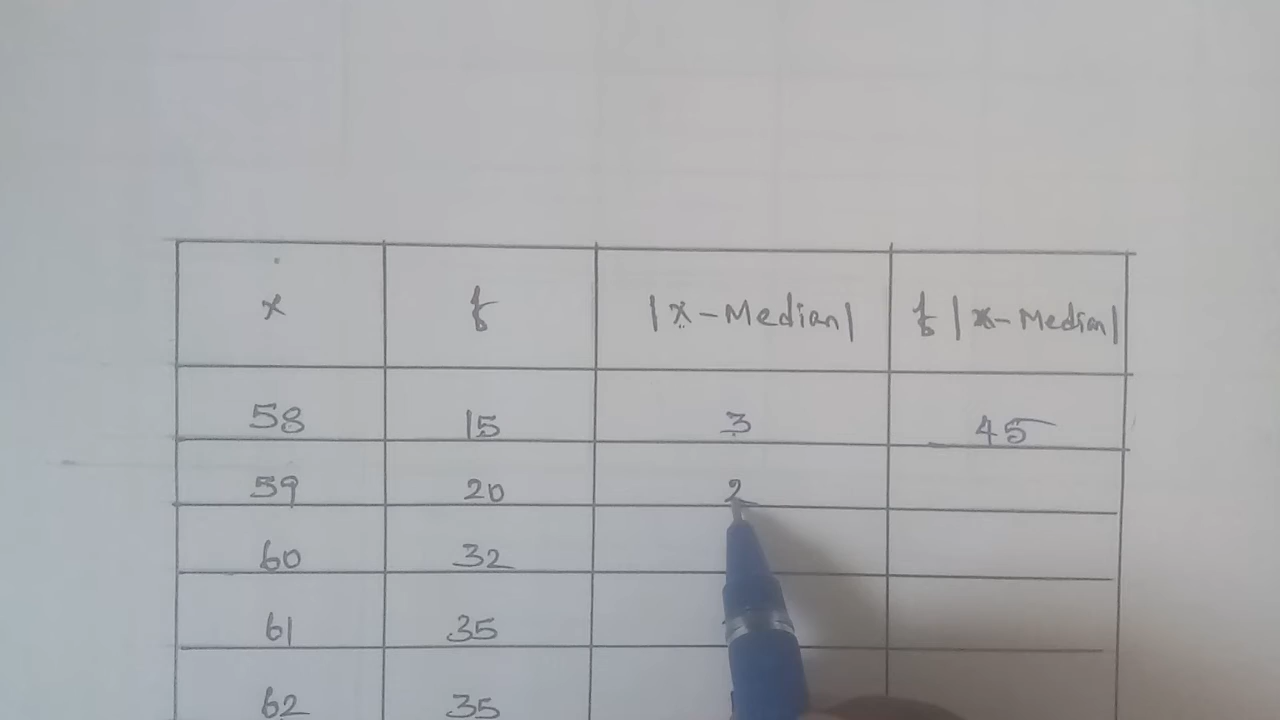 x f |x-Median| f |x-Median|
58 15 3 45
59 20 2
60 32
61 35
62 35